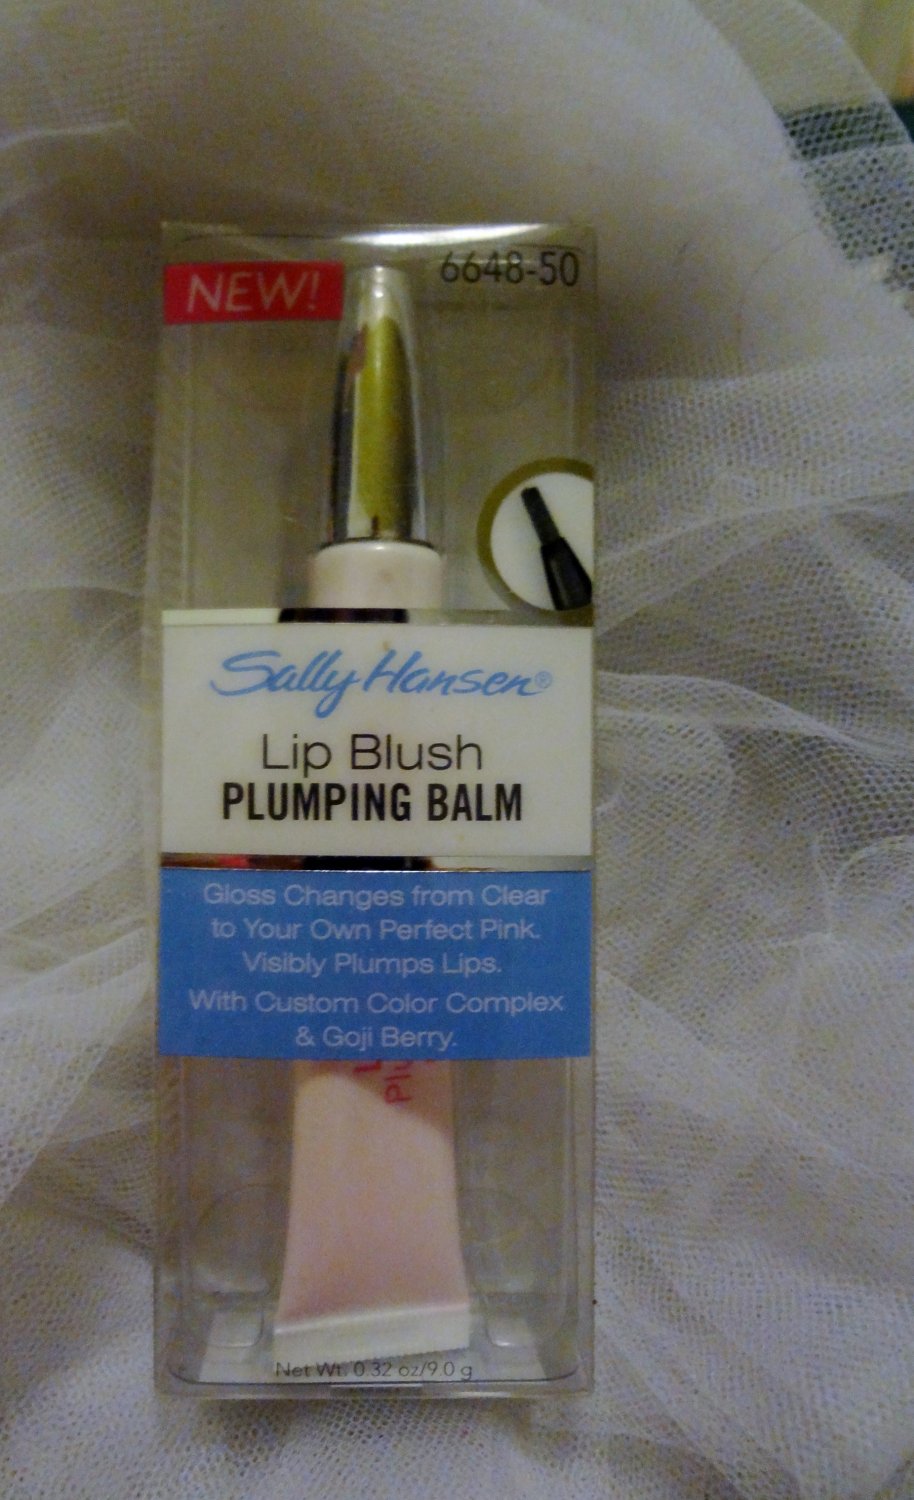 NEW!
6648-50
Sally Hansen®
Lip Blush
PLUMPING BALM
Gloss Changes from Clear
to Your Own Perfect Pink.
Visibly Plumps Lips.
With Custom Color Complex
& Goji Berry.
Net Wt. 0.32 oz/9.0 g